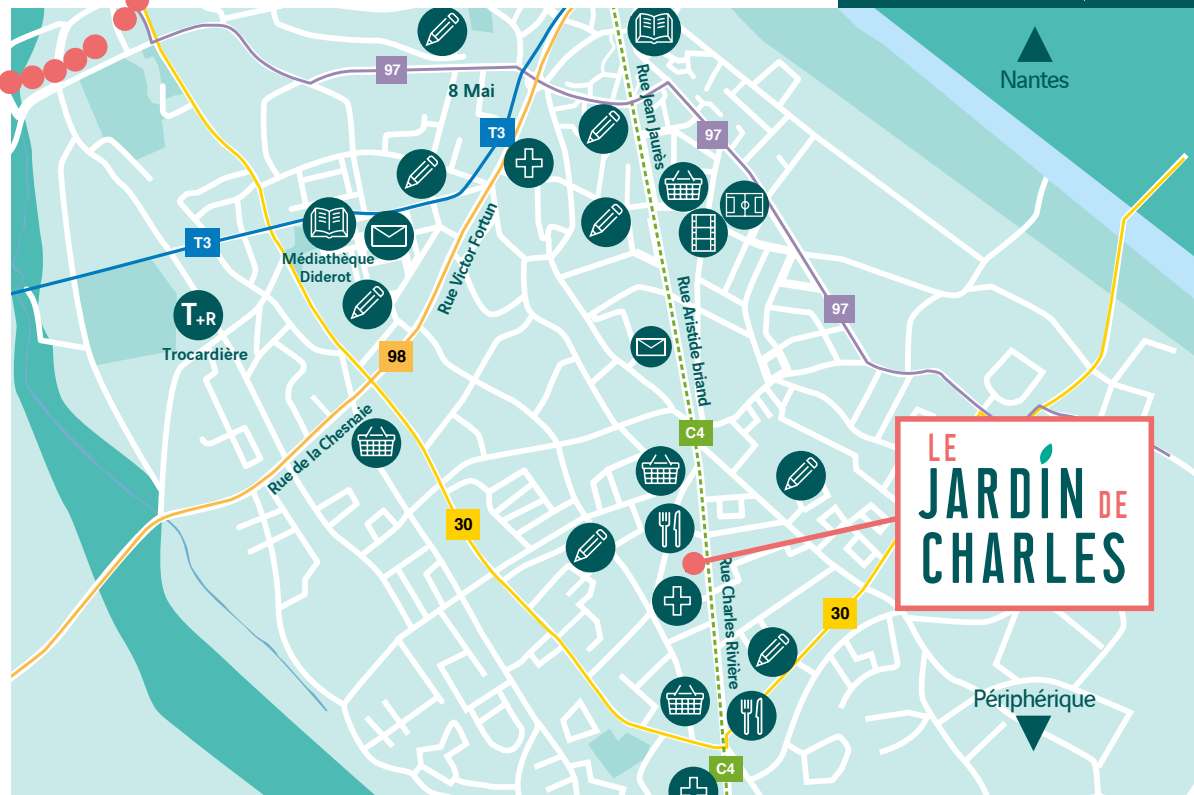 Nantes
97
8 Mai
T3
Rue Jean Jaurès
97
T3
Médiathèque
Diderot
Rue Victor Fortun
T+R
Trocardière
98
Rue Aristide briand
97
Rue de la Chesnaie
C4
30
LE
JARDIN DE
CHARLES
Rue Charles Rivière
30
Périphérique
C4